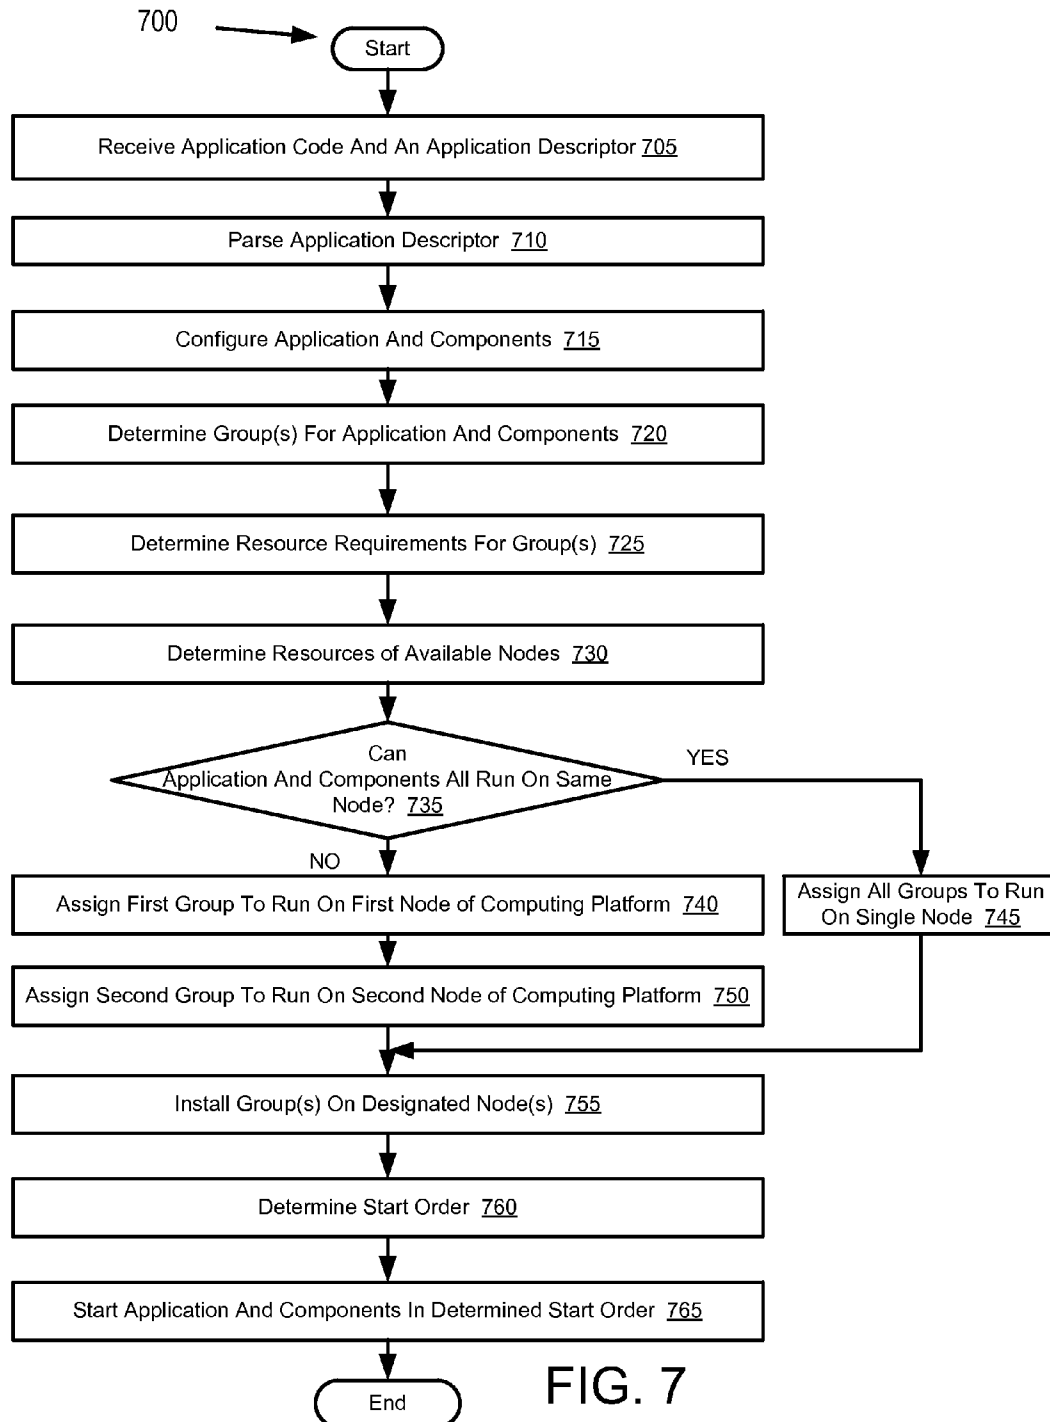 700
Start
Receive Application Code And An Application Descriptor 705
Parse Application Descriptor 710
Configure Application And Components 715
Determine Group(s) For Application And Components 720
Determine Resource Requirements For Group(s) 725
Determine Resources of Available Nodes 730
Can
Application And Components All Run On Same
Node? 735
YES
NO
Assign First Group To Run On First Node of Computing Platform 740
Assign All Groups To Run
On Single Node 745
Assign Second Group To Run On Second Node of Computing Platform 750
Install Group(s) On Designated Node(s) 755
Determine Start Order 760
Start Application And Components In Determined Start Order 765
End
FIG. 7